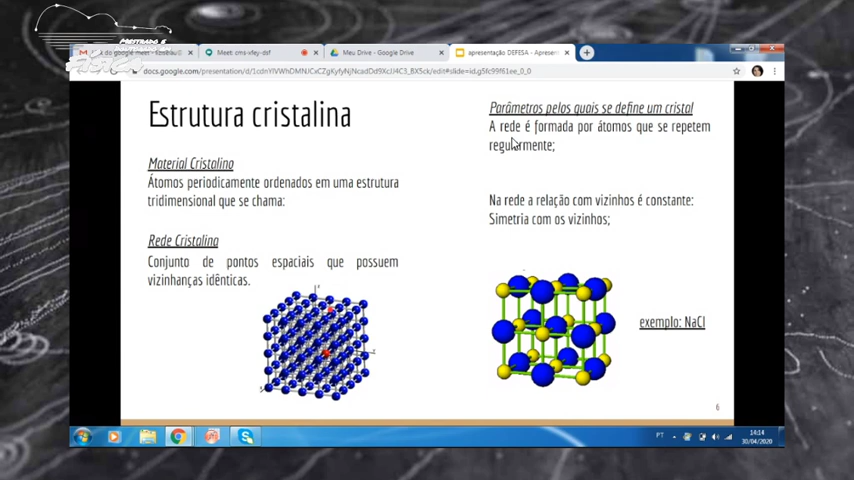 MESTRADO E
FÍSICA
Meet: cms-xfey-dsf
Meu Drive - Google Drive
apresentação DEFESA - Apresen
Estrutura cristalina
Material Cristalino
Átomos periodicamente ordenados em uma estrutura
tridimensional que se chama:
Rede Cristalina
Conjunto de pontos espaciais que possuem
vizinhanças idênticas.
Parâmetros pelos quais se define um cristal
A rede é formada por átomos que se repetem
regularmente;
Na rede a relação com vizinhos é constante:
Simetria com os vizinhos;
exemplo: NaCl
6
PT
14:14
30/04/2020